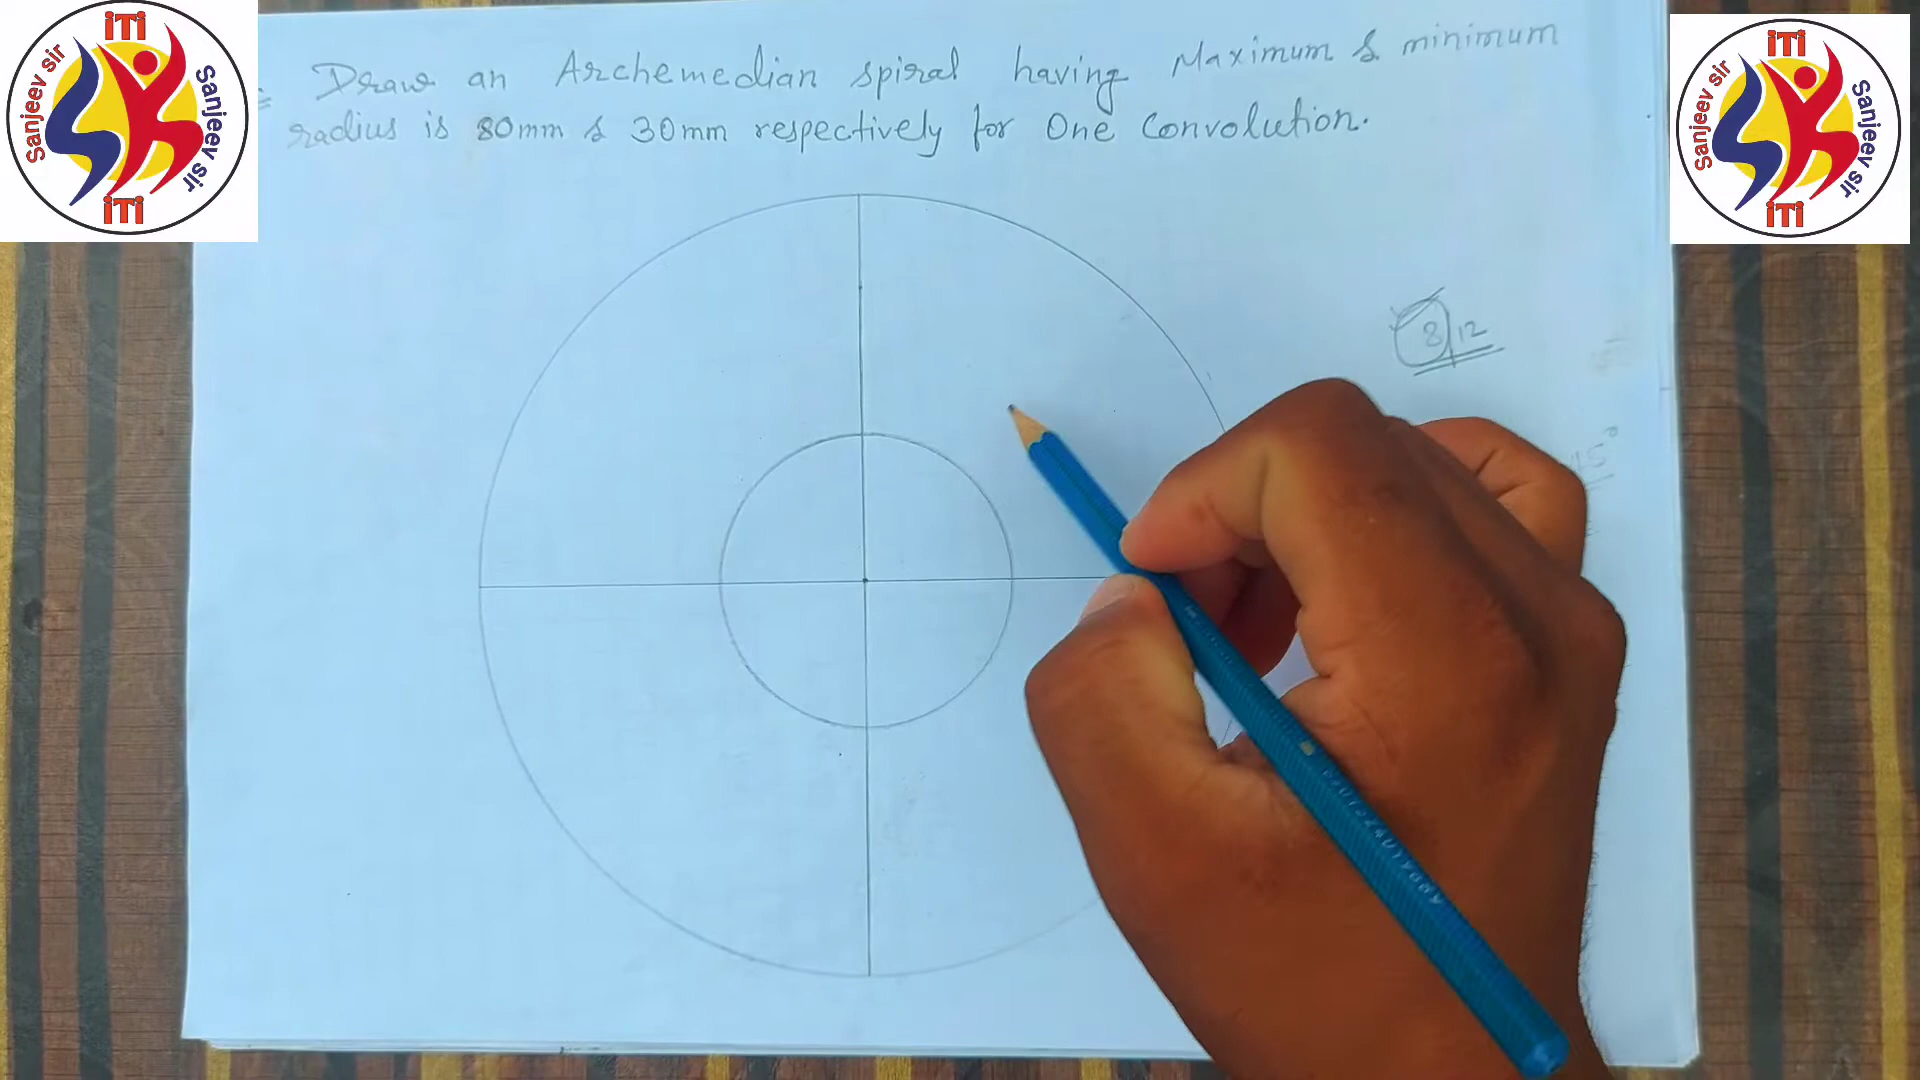 Draw an Archemedian spiral having Maximum & minimum
radius is 80mm & 30mm respectively for One Convolution.
8 12
45°
iTi
Sanjeev sir
Sanjeev sir
iTi
iTi
Sanjeev sir
Sanjeev sir
iTi